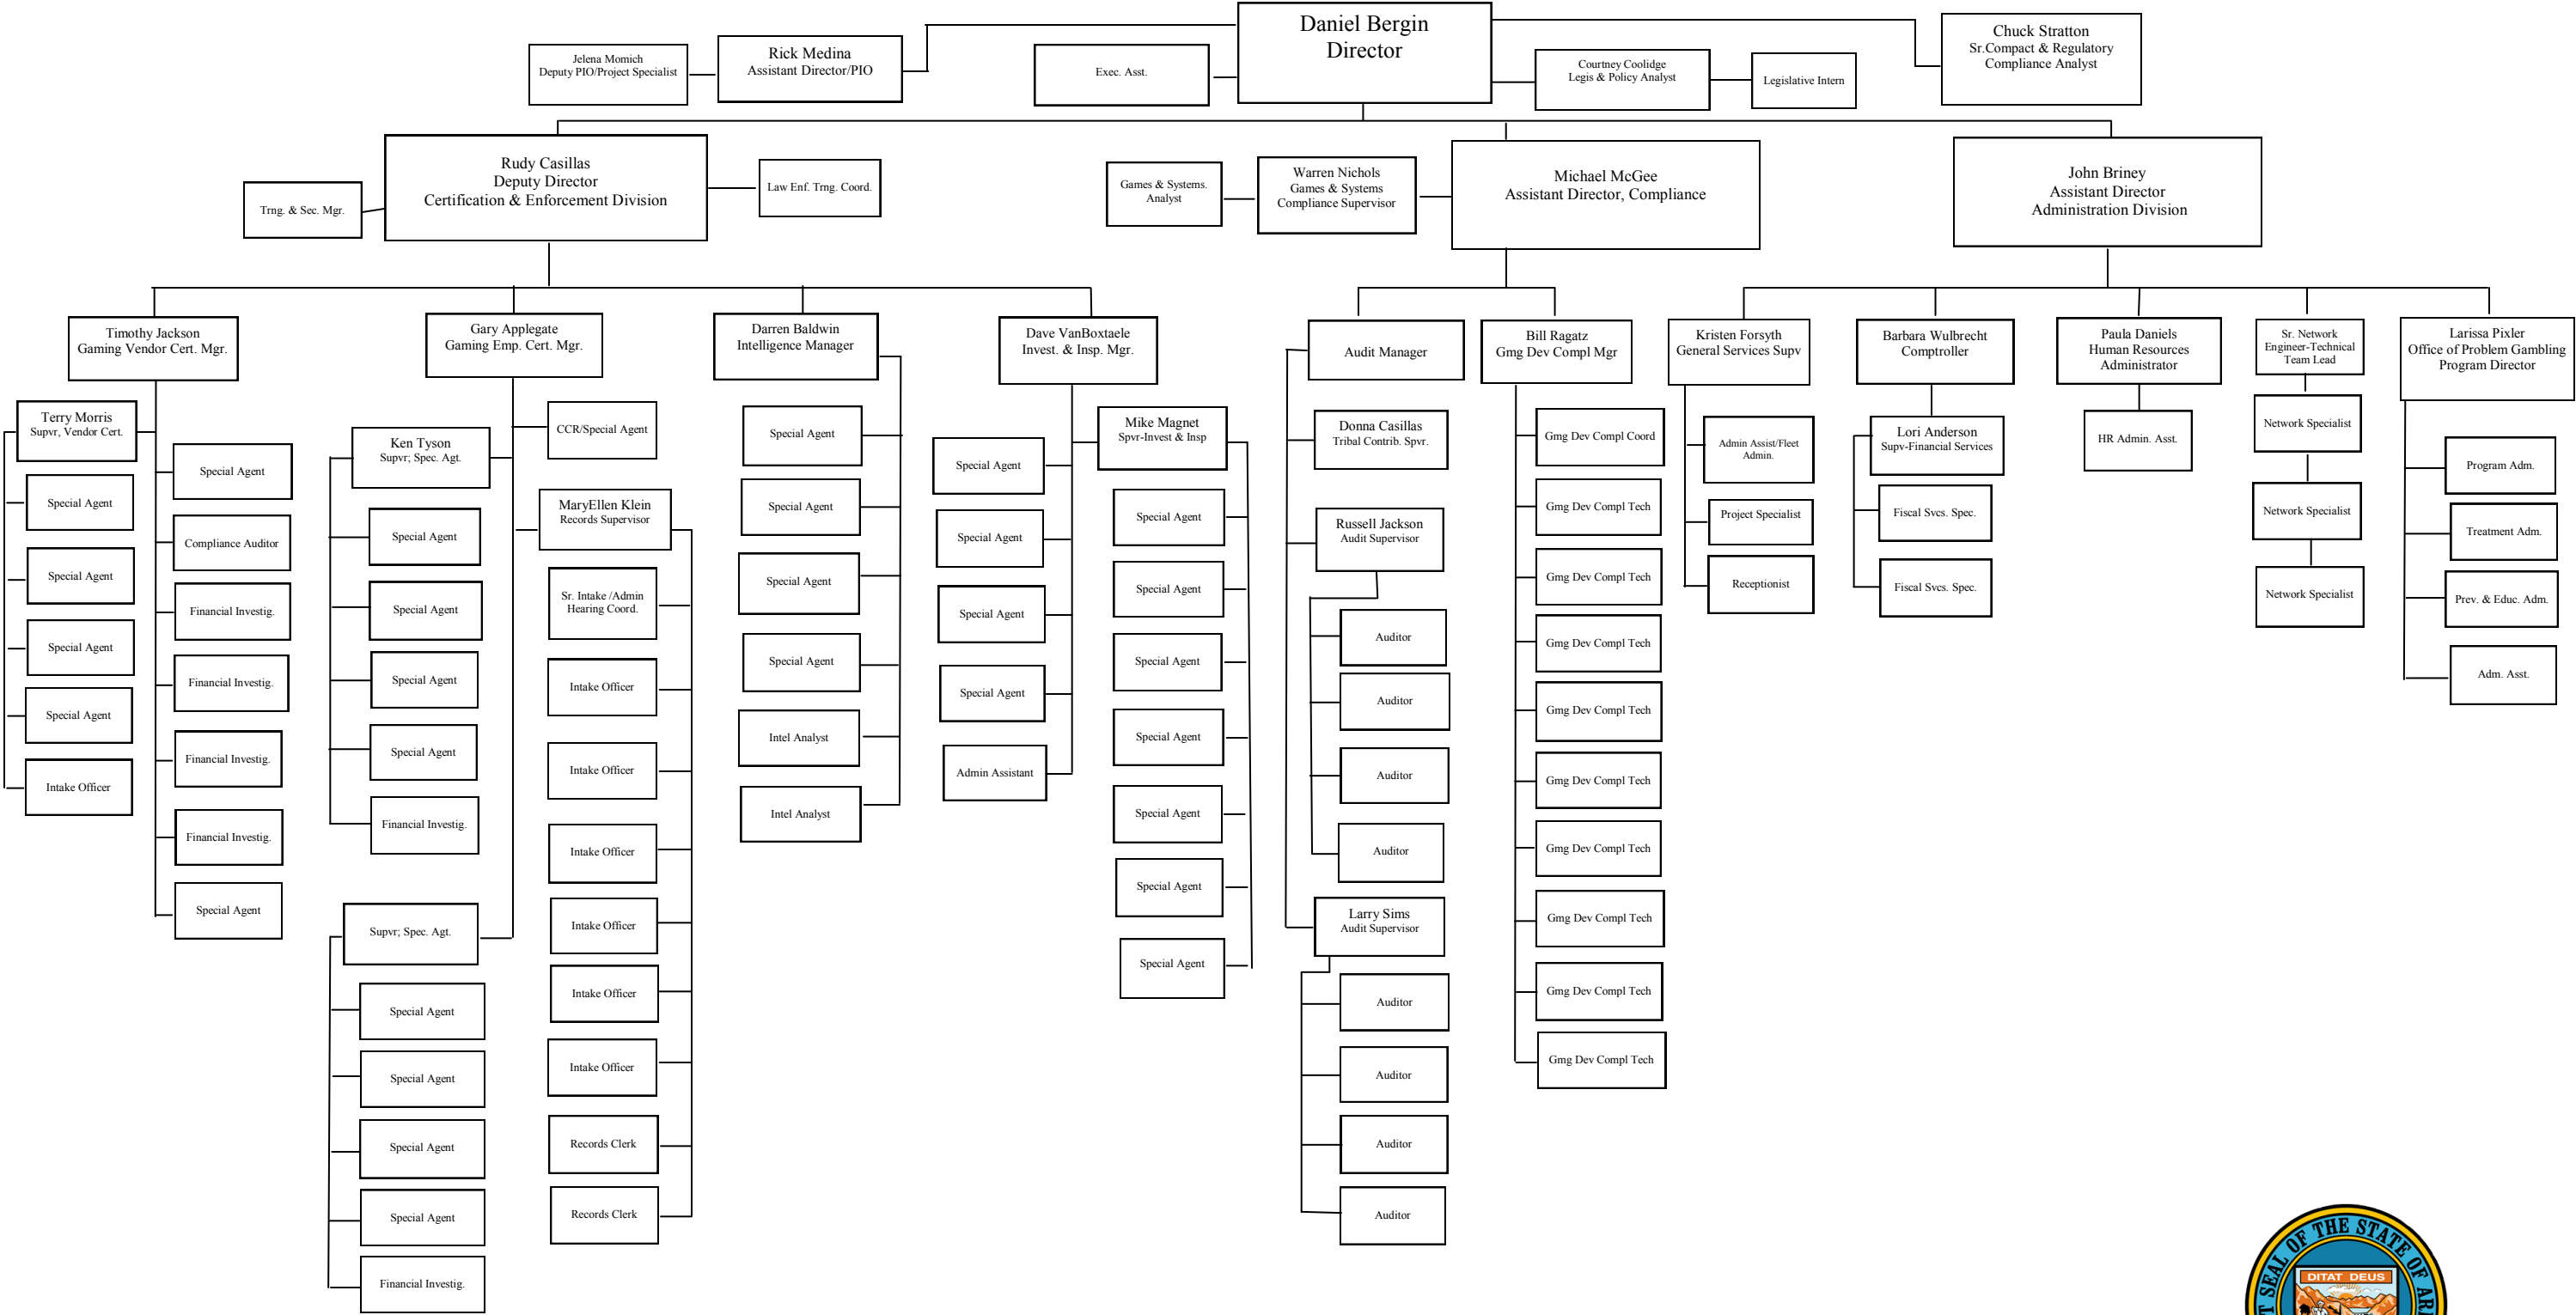 Daniel Bergin
Director
Jelena Momich
Deputy PIO/Project Specialist
Rick Medina
Assistant Director/PIO
Exec. Asst.
Courtney Coolidge
Legis & Policy Analyst
Legislative Intern
Chuck Stratton
Sr.Compact & Regulatory
Compliance Analyst
Trng. & Sec. Mgr.
Rudy Casillas
Deputy Director
Certification & Enforcement Division
Law Enf. Trng. Coord.
Games & Systems.
Analyst
Warren Nichols
Games & Systems
Compliance Supervisor
Michael McGee
Assistant Director, Compliance
John Briney
Assistant Director
Administration Division
Timothy Jackson
Gaming Vendor Cert. Mgr.
Terry Morris
Supvr, Vendor Cert.
Special Agent
Special Agent
Special Agent
Special Agent
Intake Officer
Special Agent
Compliance Auditor
Financial Investig.
Financial Investig.
Financial Investig.
Financial Investig.
Special Agent
Gary Applegate
Gaming Emp. Cert. Mgr.
Ken Tyson
Supvr; Spec. Agt.
Special Agent
Special Agent
Special Agent
Special Agent
Financial Investig.
Supvr; Spec. Agt.
Special Agent
Special Agent
Special Agent
Special Agent
Financial Investig.
CCR/Special Agent
MaryEllen Klein
Records Supervisor
Sr. Intake /Admin
Hearing Coord.
Intake Officer
Intake Officer
Intake Officer
Intake Officer
Intake Officer
Intake Officer
Records Clerk
Records Clerk
Darren Baldwin
Intelligence Manager
Special Agent
Special Agent
Special Agent
Special Agent
Intel Analyst
Intel Analyst
Dave VanBoxtaele
Invest. & Insp. Mgr.
Special Agent
Special Agent
Special Agent
Special Agent
Admin Assistant
Mike Magnet
Spvr-Invest & Insp
Special Agent
Special Agent
Special Agent
Special Agent
Special Agent
Special Agent
Special Agent
Audit Manager
Donna Casillas
Tribal Contrib. Spvr.
Russell Jackson
Audit Supervisor
Auditor
Auditor
Auditor
Auditor
Larry Sims
Audit Supervisor
Auditor
Auditor
Auditor
Auditor
Bill Ragatz
Gmg Dev Compl Mgr
Gmg Dev Compl Coord
Gmg Dev Compl Tech
Gmg Dev Compl Tech
Gmg Dev Compl Tech
Gmg Dev Compl Tech
Gmg Dev Compl Tech
Gmg Dev Compl Tech
Gmg Dev Compl Tech
Gmg Dev Compl Tech
Gmg Dev Compl Tech
Kristen Forsyth
General Services Supv
Admin Assist/Fleet
Admin.
Project Specialist
Receptionist
Barbara Wulbrecht
Comptroller
Lori Anderson
Supv-Financial Services
Fiscal Svcs. Spec.
Fiscal Svcs. Spec.
Paula Daniels
Human Resources
Administrator
HR Admin. Asst.
Sr. Network
Engineer-Technical
Team Lead
Network Specialist
Network Specialist
Network Specialist
Larissa Pixler
Office of Problem Gambling
Program Director
Program Adm.
Treatment Adm.
Prev. & Educ. Adm.
Adm. Asst.
SEAL OF THE STATE OF
DITAT DEUS